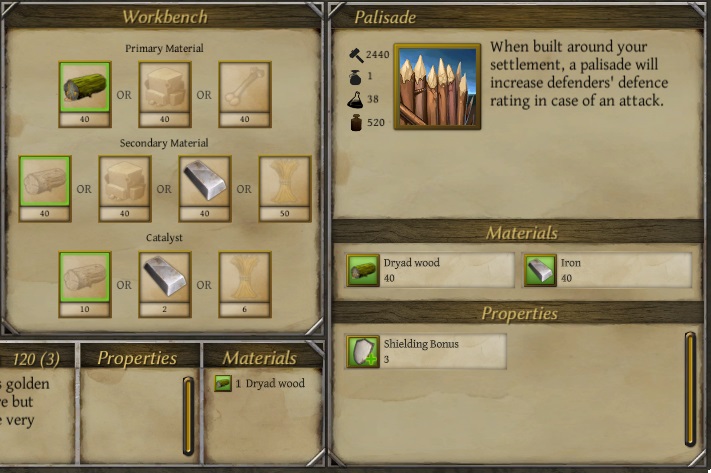 Workbench
Primary Material
OR
OR
40
40
40
Secondary Material
OR
OR
OR
40
40
40
50
Catalyst
OR
OR
10
2
6
120 (3)
golden
but
very
Properties
Materials
1 Dryad wood
Palisade
2440
1
38
520
When built around your
settlement, a palisade will
increase defenders' defence
rating in case of an attack.
Materials
Dryad wood
40
Iron
40
Properties
Shielding Bonus
3